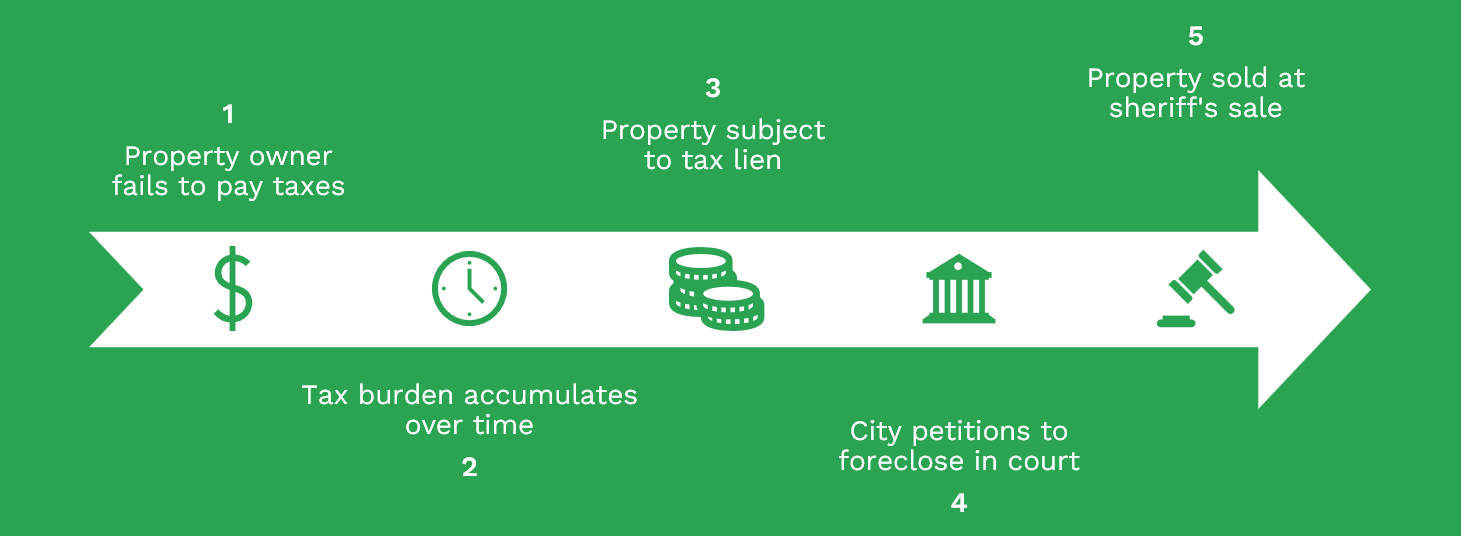 1
Property owner
fails to pay taxes
Tax burden accumulates
over time
2
3
Property subject
to tax lien
City petitions to
foreclose in court
4
5
Property sold at
sheriff's sale